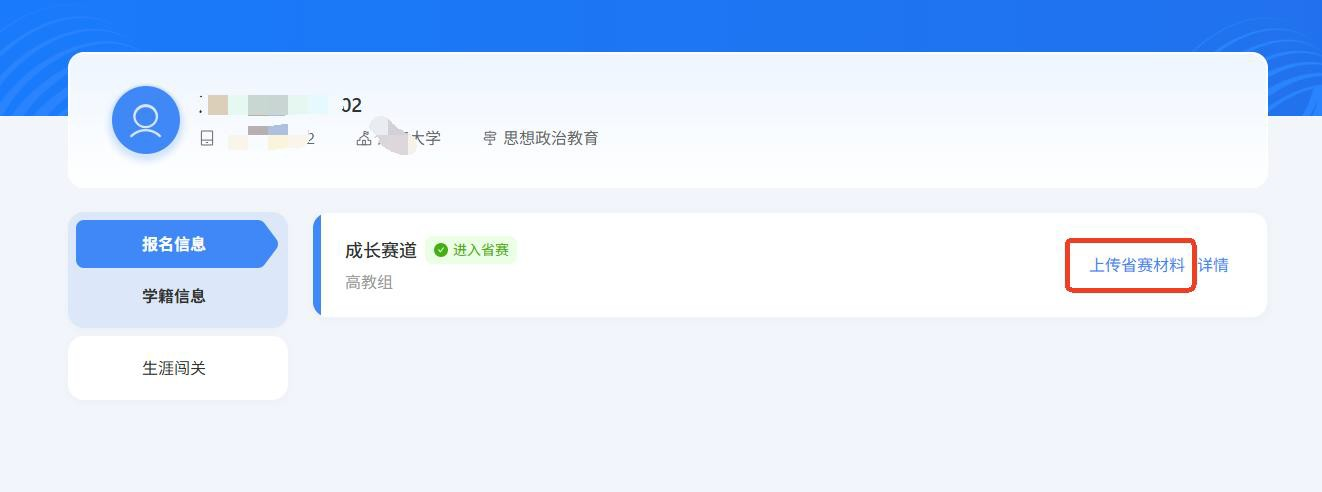 02
2 大学 思想政治教育
报名信息
学籍信息
生涯闯关
成长赛道 进入省赛
高教组
上传省赛材料 详情